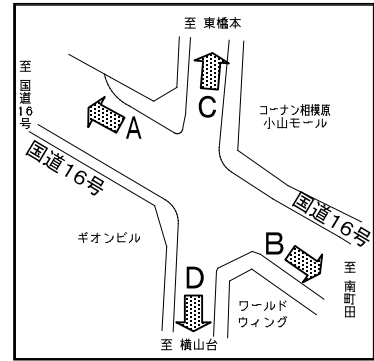 至 東橋本
至 国道16号
A
C
コーナン相模原
小山モール
国道16号
国道16号
ギオンビル
B
D
至 南町田
ワールド
ウィング
至 横山台